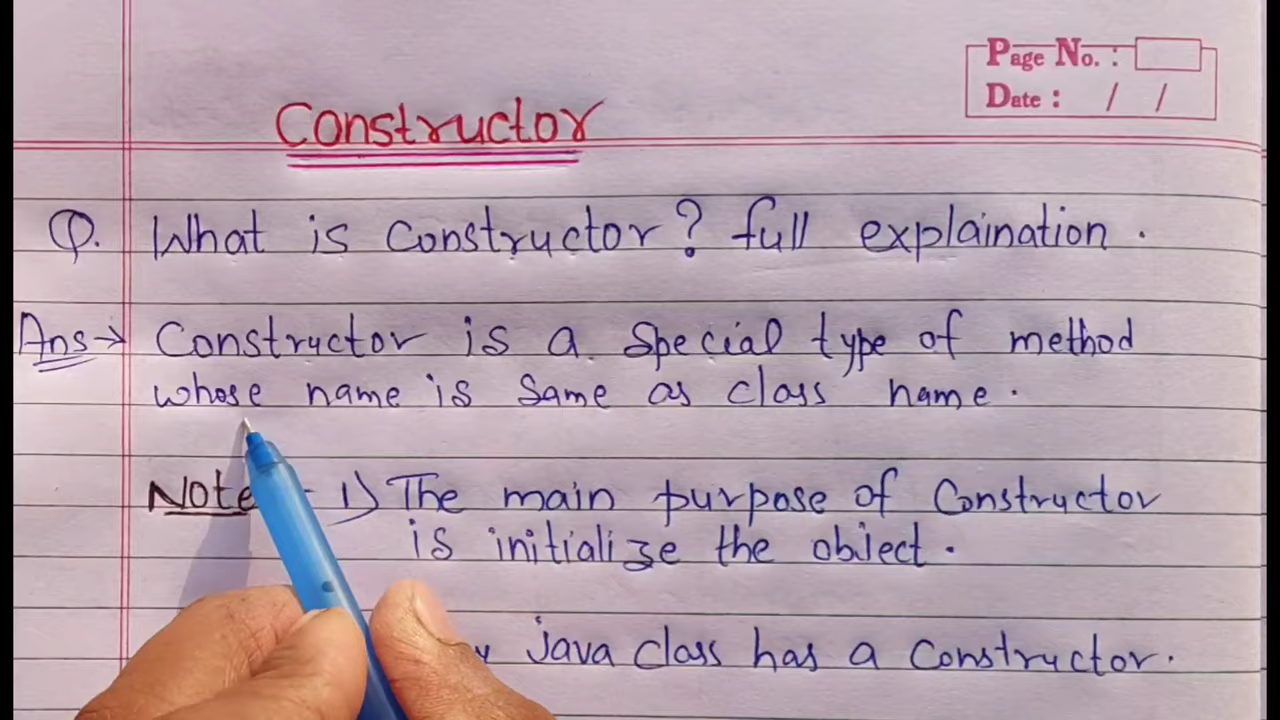 Page No. :
Date : / /
Constructor
Q. What is constructor? full explaination .
Ans → Constructor is a special type of method
whose name is same as class name .
Note - 1) The main purpose of Constructor
is initialize the object .
java class has a Constructor .